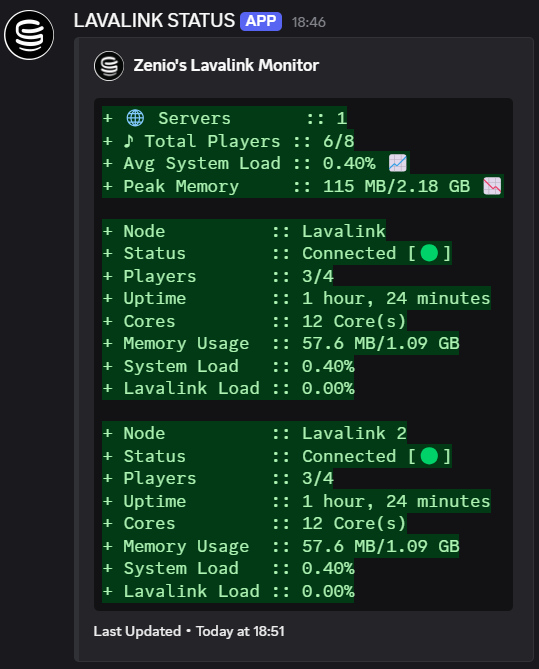 LAVALINK STATUS APP 18:46
Zenio's Lavalink Monitor
+ 🌐 Servers :: 1
+ ♪ Total Players :: 6/8
+ Avg System Load :: 0.40% 📈
+ Peak Memory :: 115 MB/2.18 GB 📉
+ Node :: Lavalink
+ Status :: Connected [🟢]
+ Players :: 3/4
+ Uptime :: 1 hour, 24 minutes
+ Cores :: 12 Core(s)
+ Memory Usage :: 57.6 MB/1.09 GB
+ System Load :: 0.40%
+ Lavalink Load :: 0.00%
+ Node :: Lavalink 2
+ Status :: Connected [🟢]
+ Players :: 3/4
+ Uptime :: 1 hour, 24 minutes
+ Cores :: 12 Core(s)
+ Memory Usage :: 57.6 MB/1.09 GB
+ System Load :: 0.40%
+ Lavalink Load :: 0.00%
Last Updated • Today at 18:51